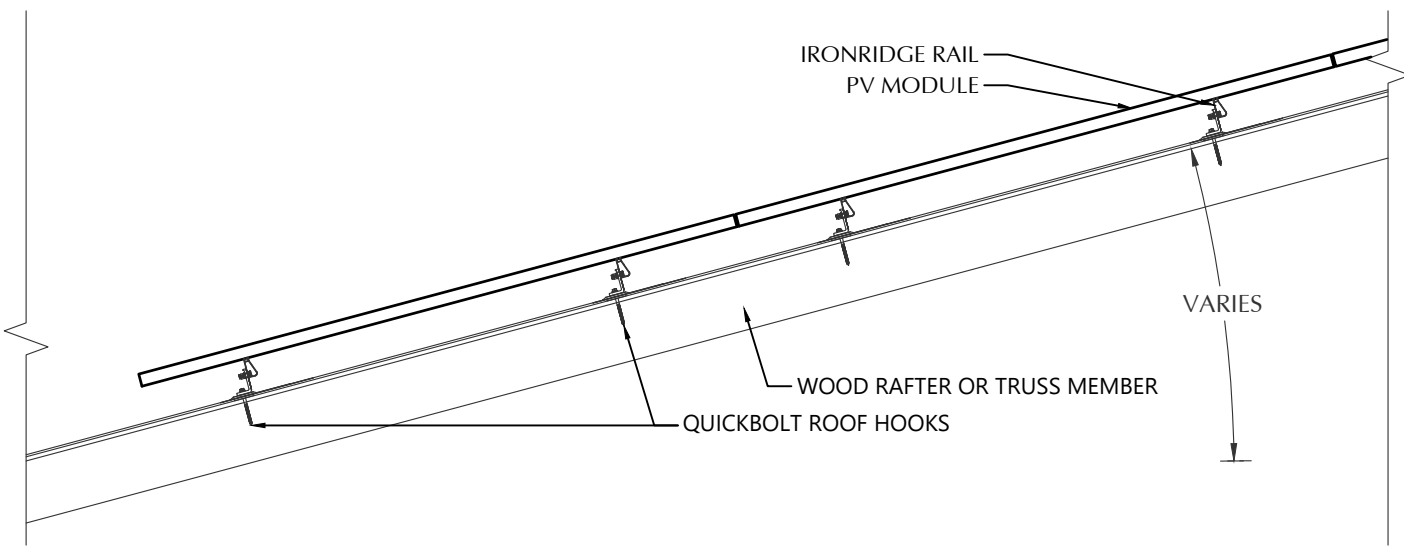 IRONRIDGE RAIL
PV MODULE
VARIES
WOOD RAFTER OR TRUSS MEMBER
QUICKBOLT ROOF HOOKS